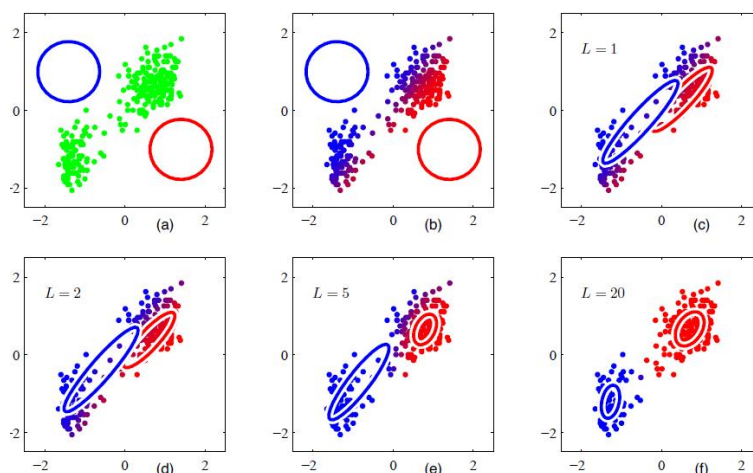 2 2 2 L = 1
0 0 0
−2 −2 −2
−2 0 (a) 2 −2 0 (b) 2 −2 0 (c) 2
2 L = 2 2 L = 5 2 L = 20
0 0 0
−2 −2 −2
−2 0 (d) 2 −2 0 (e) 2 −2 0 (f) 2